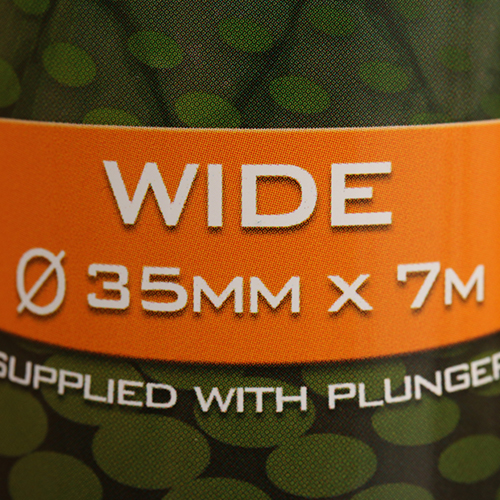 WIDE
Ø 35MM X 7M
SUPPLIED WITH PLUNGER